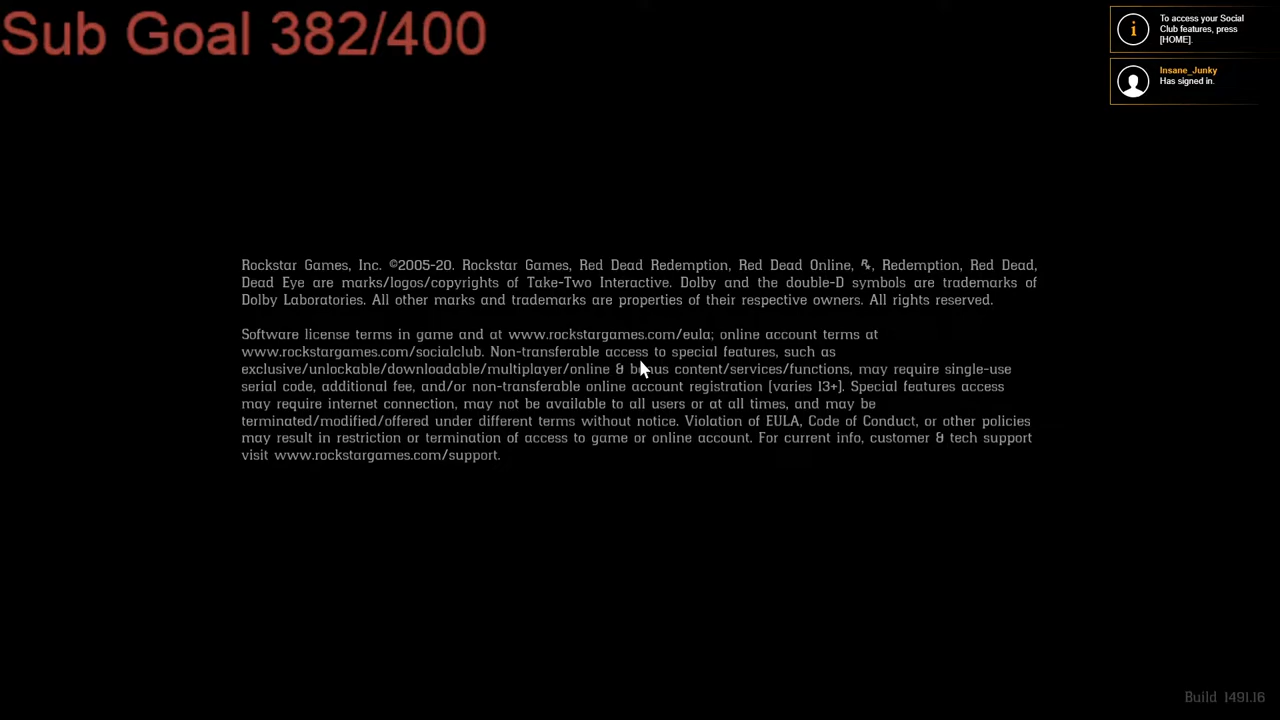 Sub Goal 382/400
To access your Social
Club features, press
[HOME].
Insane_Junky
Has signed in.
Rockstar Games, Inc. ©2005-20. Rockstar Games, Red Dead Redemption, Red Dead Online, R*, Redemption, Red Dead,
Dead Eye are marks/logos/copyrights of Take-Two Interactive. Dolby and the double-D symbols are trademarks of
Dolby Laboratories. All other marks and trademarks are properties of their respective owners. All rights reserved.
Software license terms in game and at www.rockstargames.com/eula; online account terms at
www.rockstargames.com/socialclub. Non-transferable access to special features, such as
exclusive/unlockable/downloadable/multiplayer/online & bonus content/services/functions, may require single-use
serial code, additional fee, and/or non-transferable online account registration (varies 13+). Special features access
may require internet connection, may not be available to all users or at all times, and may be
terminated/modified/offered under different terms without notice. Violation of EULA, Code of Conduct, or other policies
may result in restriction or termination of access to game or online account. For current info, customer & tech support
visit www.rockstargames.com/support.
Build 1491.16